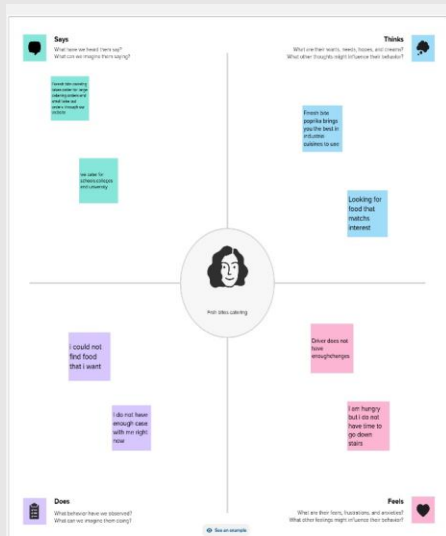 Says
What have we heard them say?
What can we imagine them saying?
Thinks
What are their wants, needs, hopes, and dreams?
What other thoughts might influence their behavior?
we cater for
schools,colleges
and university
Fresh bite
paprika brings
you the best in
industrial
cuisines to use
Looking for
food that
matchs
interest
Fish bites catering
i could not
find food
that i want
I do not have
enough case
with me right
now
Driver does not
have
enoughchanges
I am hungry
but I do not
have time to
go down
stairs
Does
What behavior have we observed?
What can we imagine them doing?
Feels
What are their fears, frustrations, and anxieties?
What other feelings might influence their behavior?
See an example